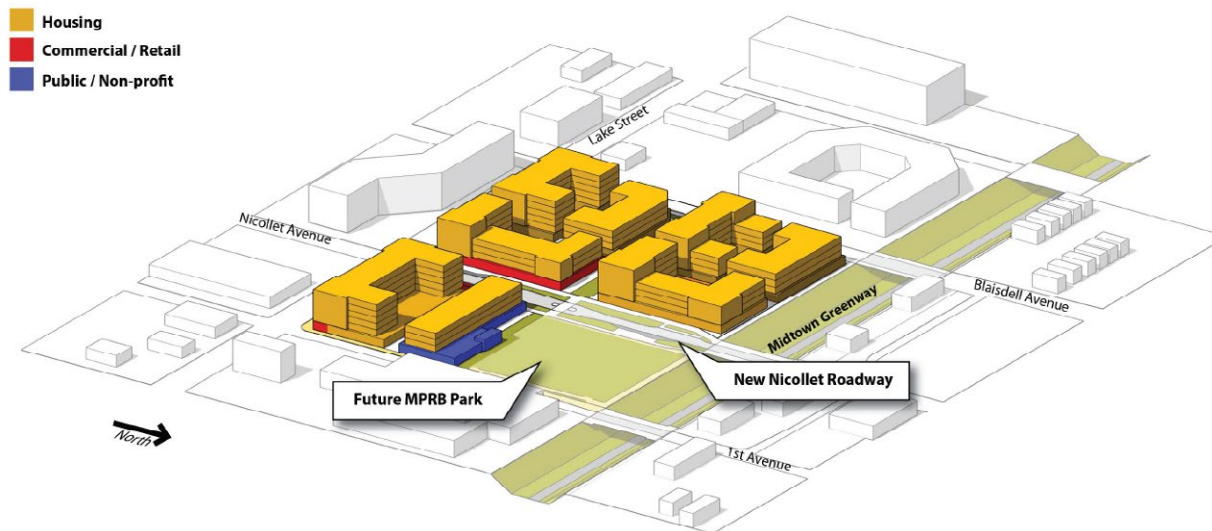 Housing
Commercial / Retail
Public / Non-profit
Lake Street
Nicollet Avenue
Blaisdell Avenue
Midtown Greenway
New Nicollet Roadway
Future MPRB Park
North
1st Avenue